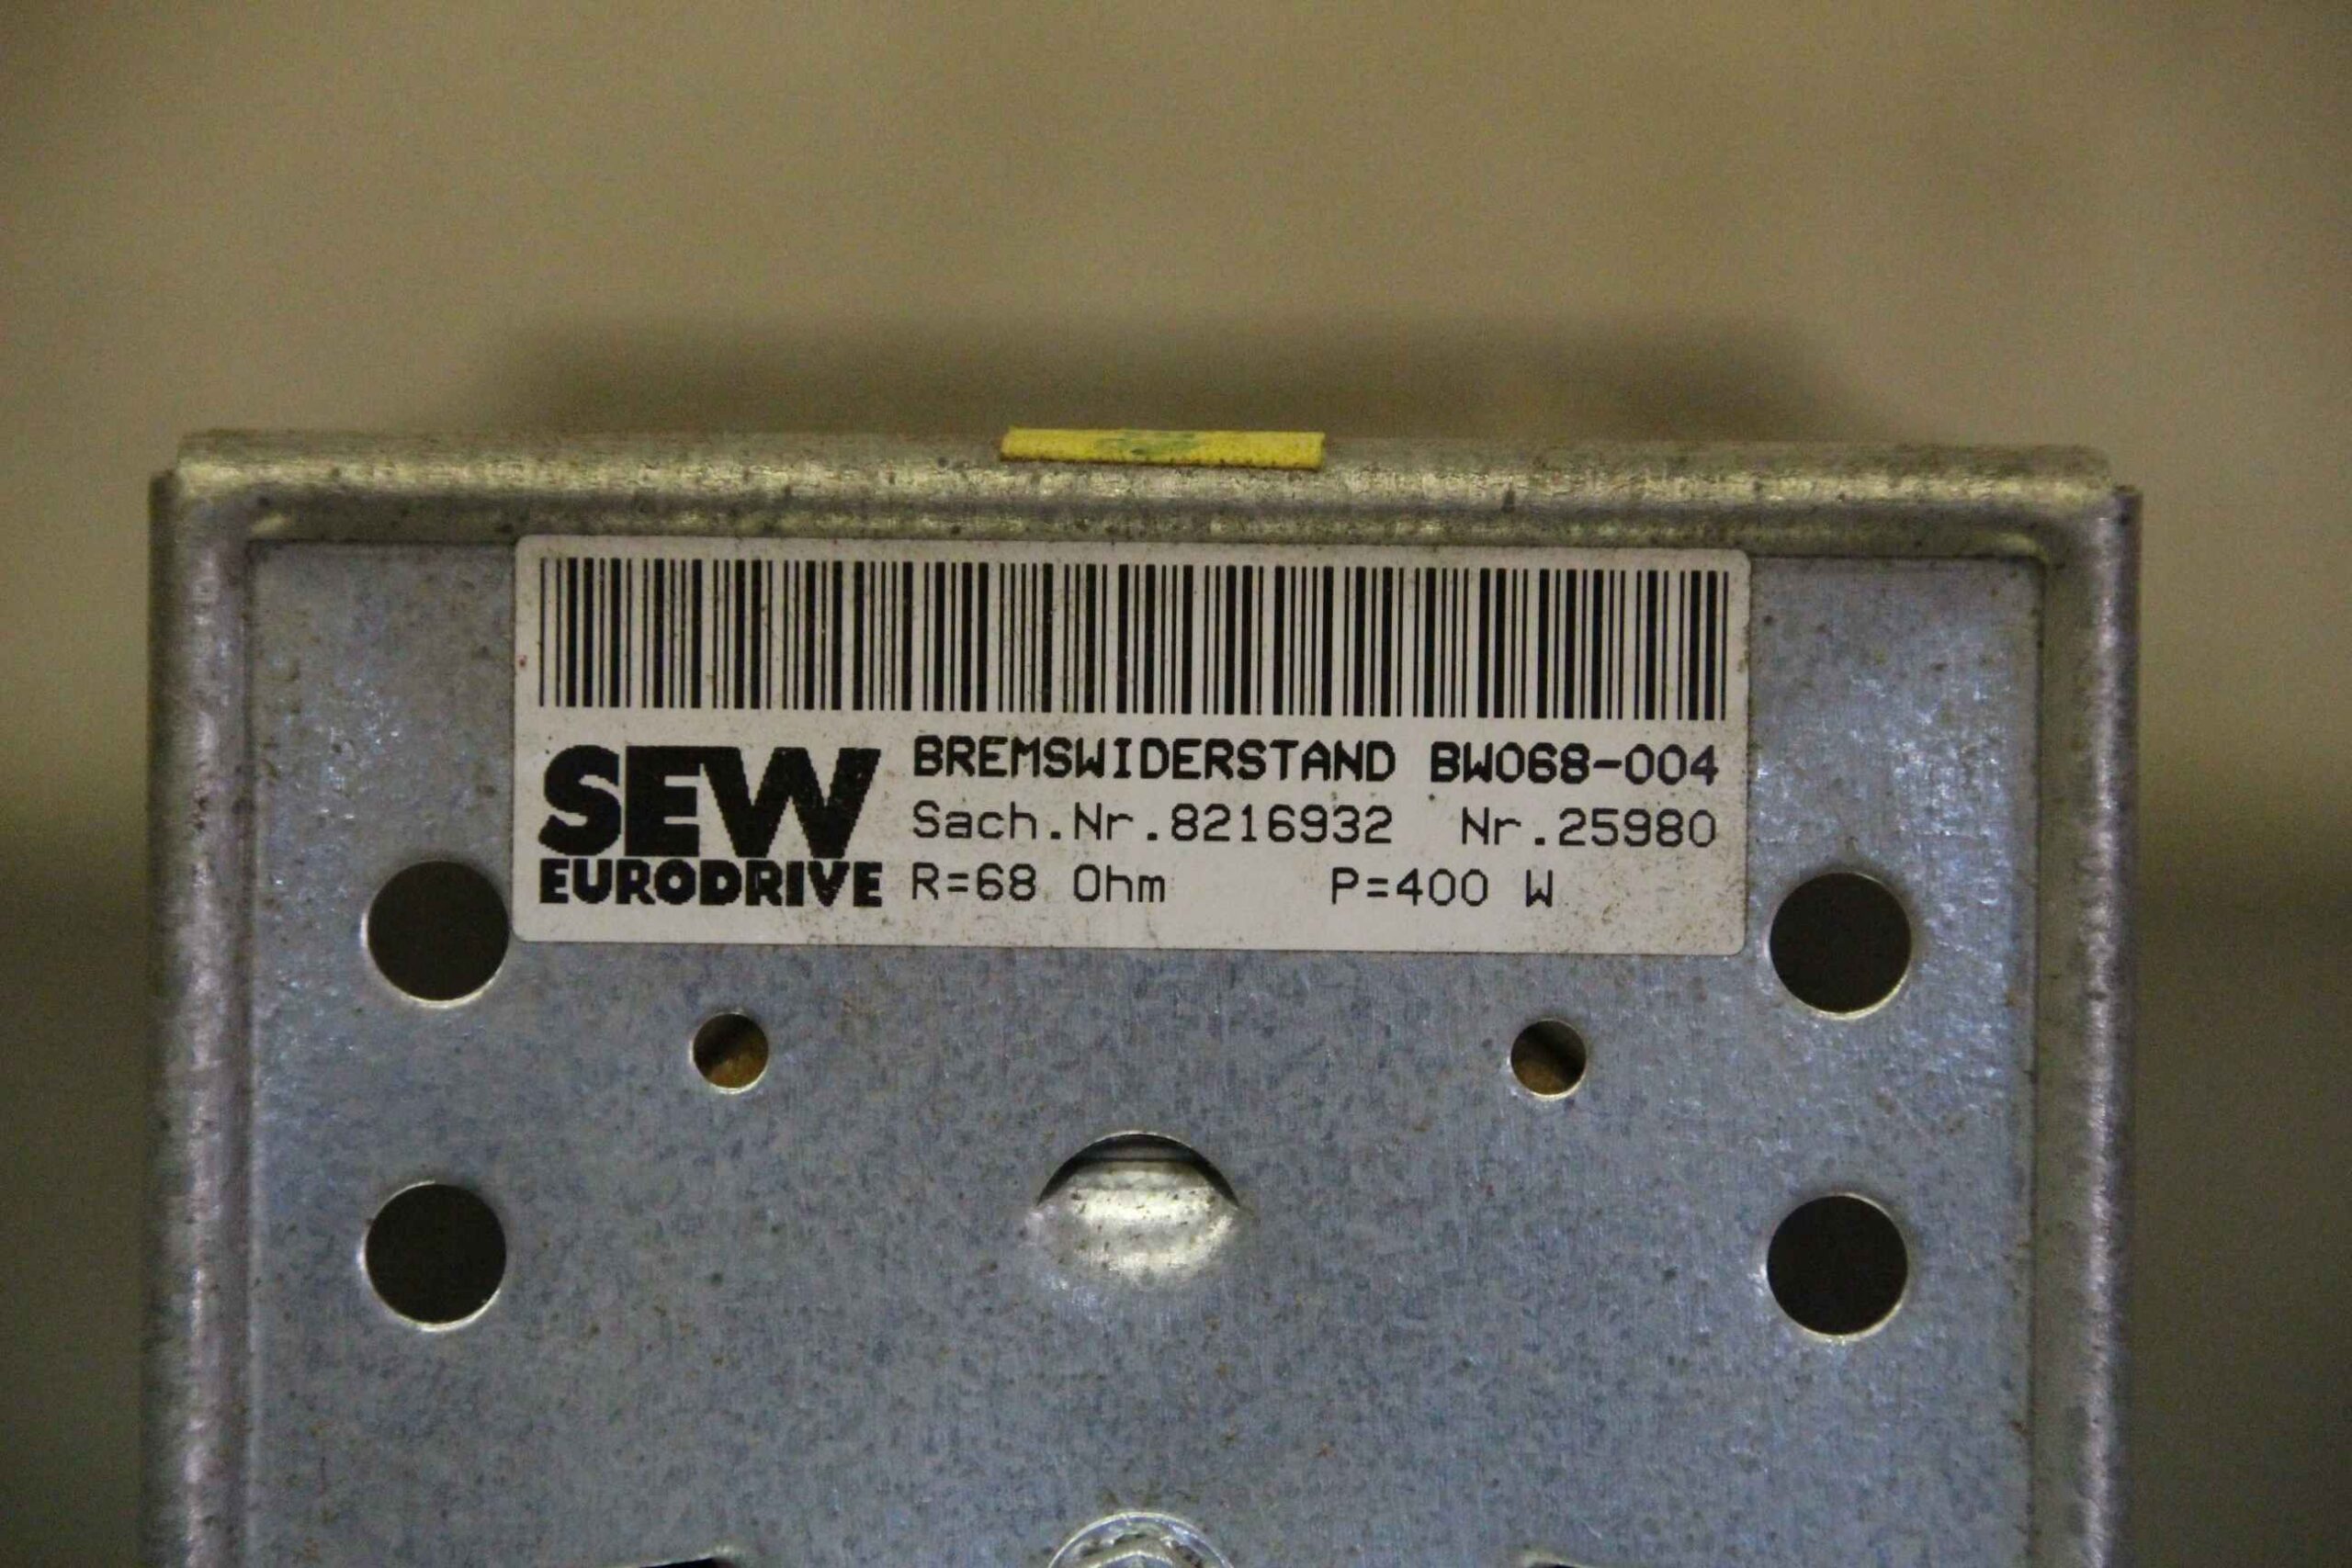 BREMSWIDERSTAND BW068-004
Sach.Nr.8216932 Nr.25980
R=68 Ohm P=400 W
SEW
EURODRIVE